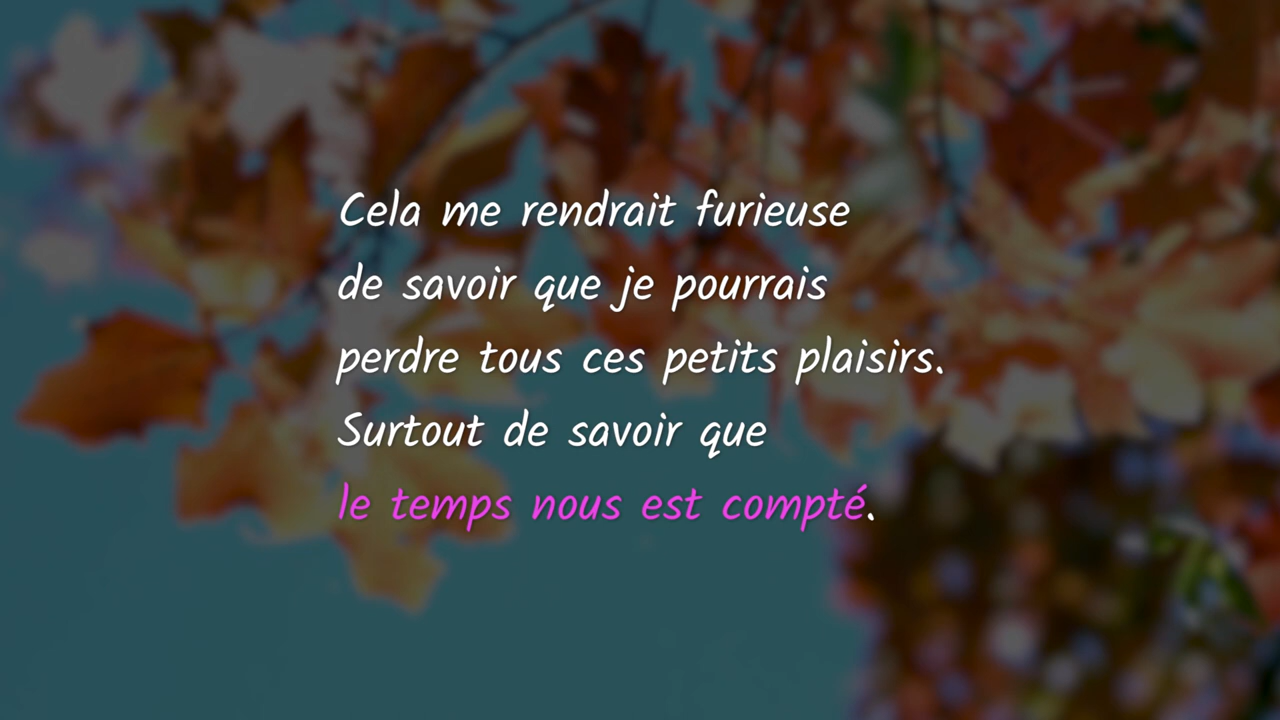 Cela me rendrait furieuse
de savoir que je pourrais
perdre tous ces petits plaisirs.
Surtout de savoir que
le temps nous est compté.